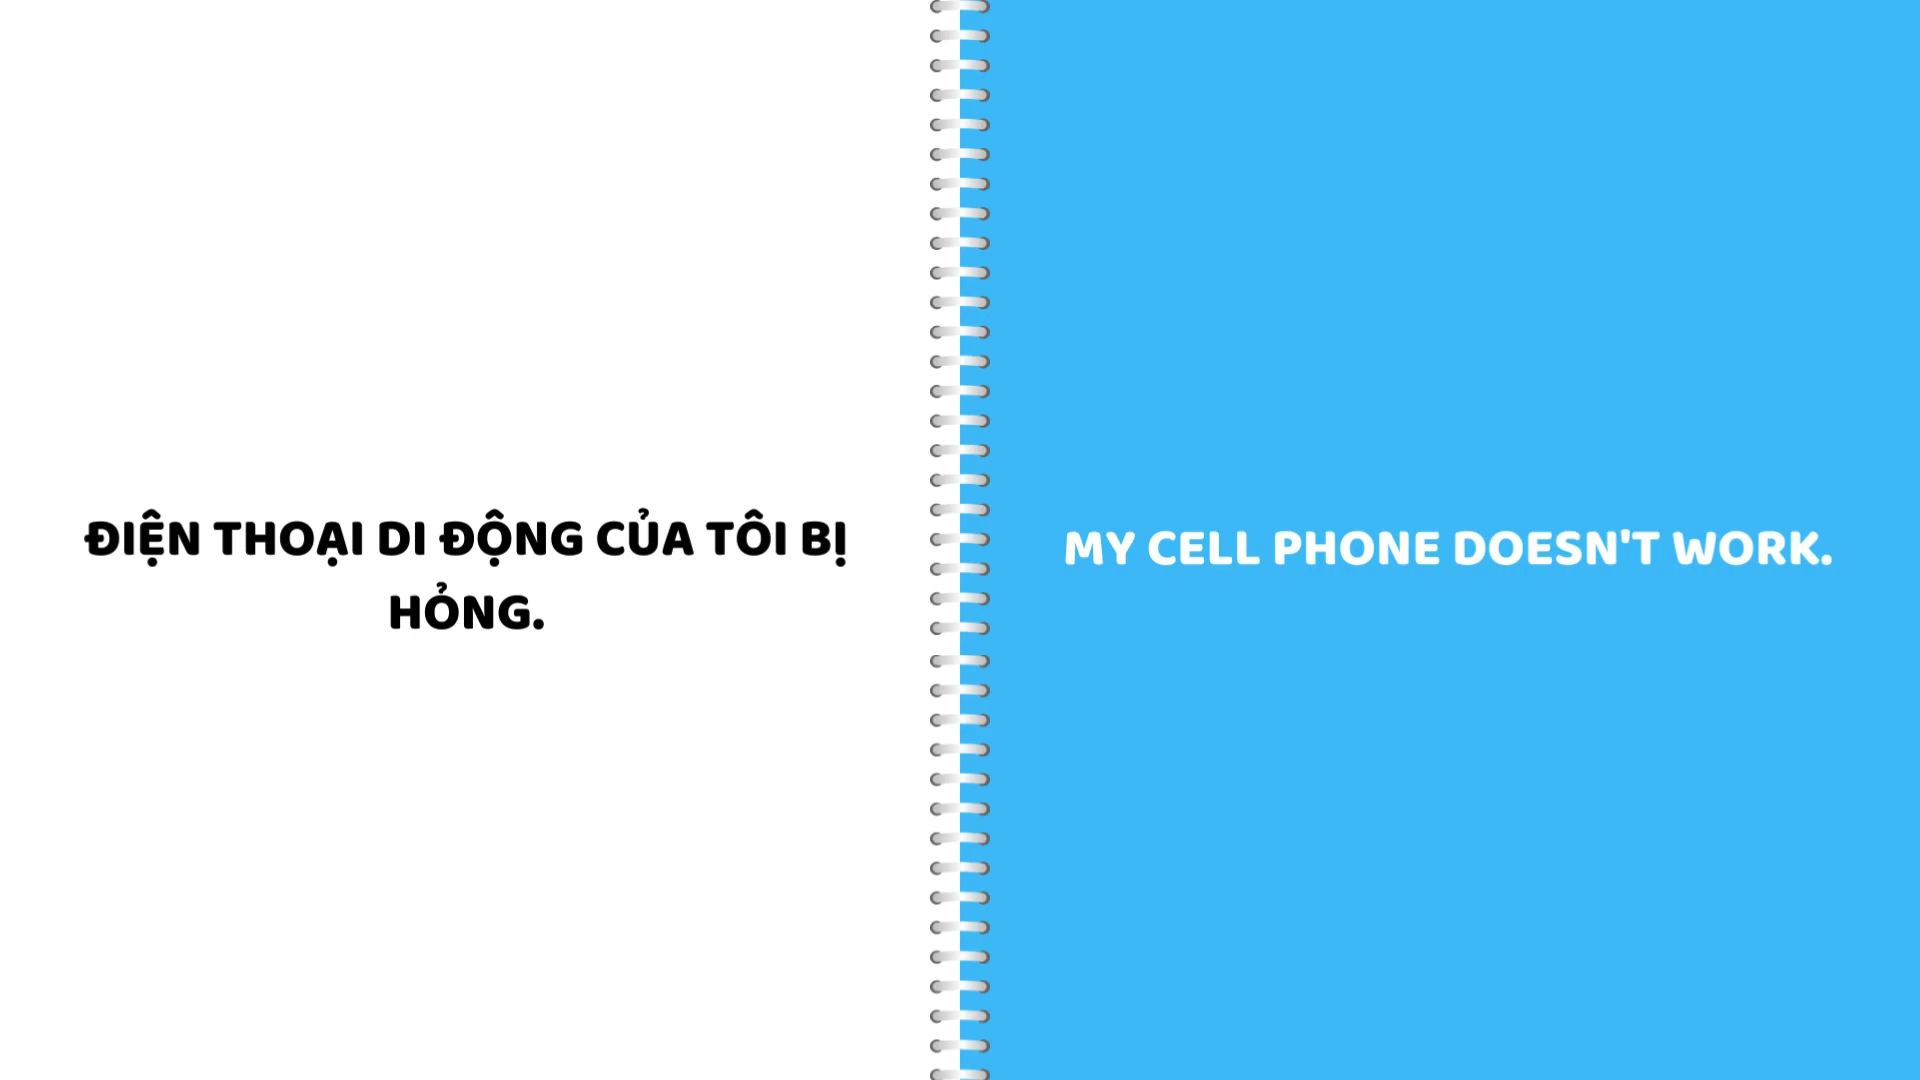 ĐIỆN THOẠI DI ĐỘNG CỦA TÔI BỊ
HỎNG.
MY CELL PHONE DOESN'T WORK.